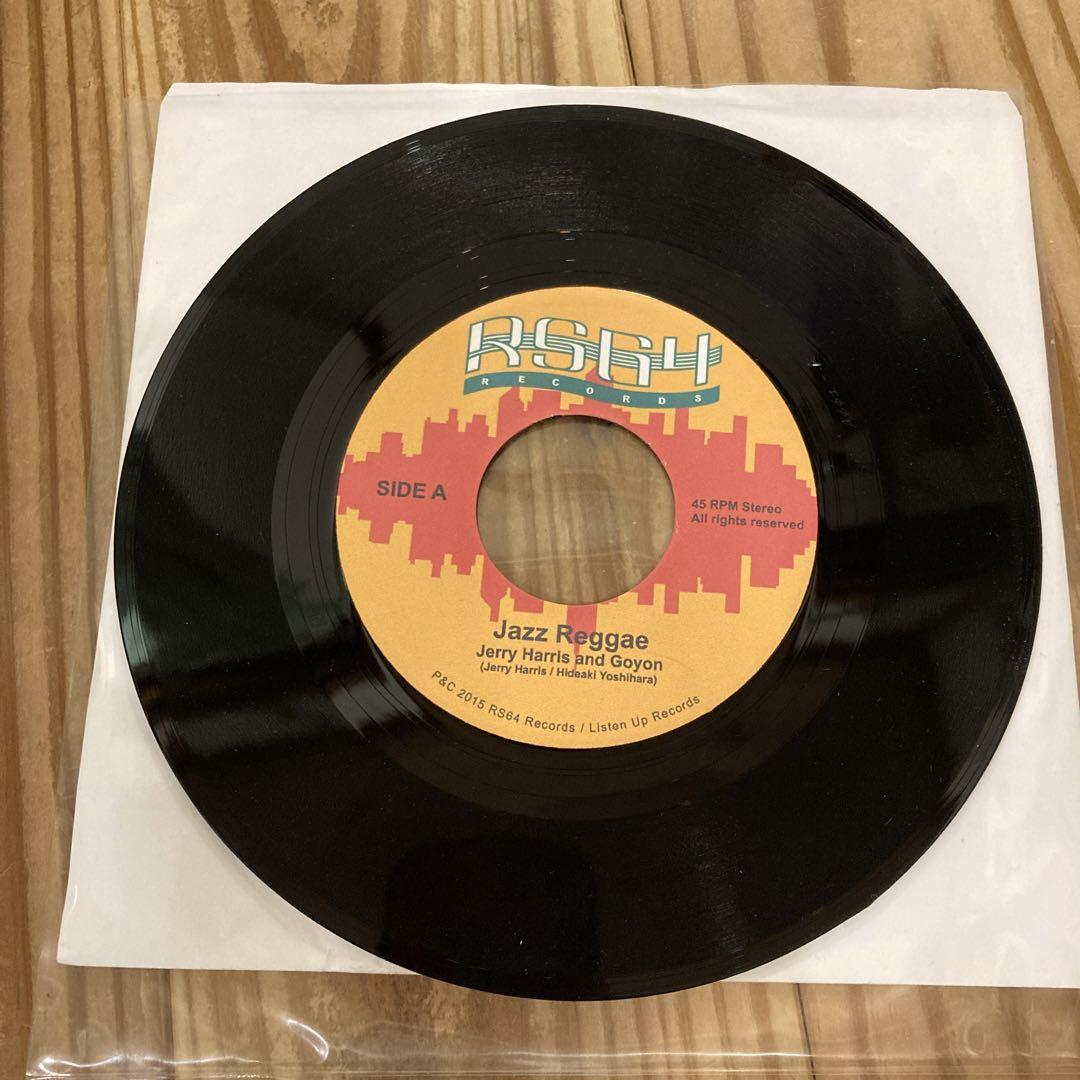 RS64
RECORDS
SIDE A
45 RPM Stereo
All rights reserved
Jazz Reggae
Jerry Harris and Goyon
(Jerry Harris / Hideaki Yoshihara)
P&C 2015 RS64 Records / Listen Up Records